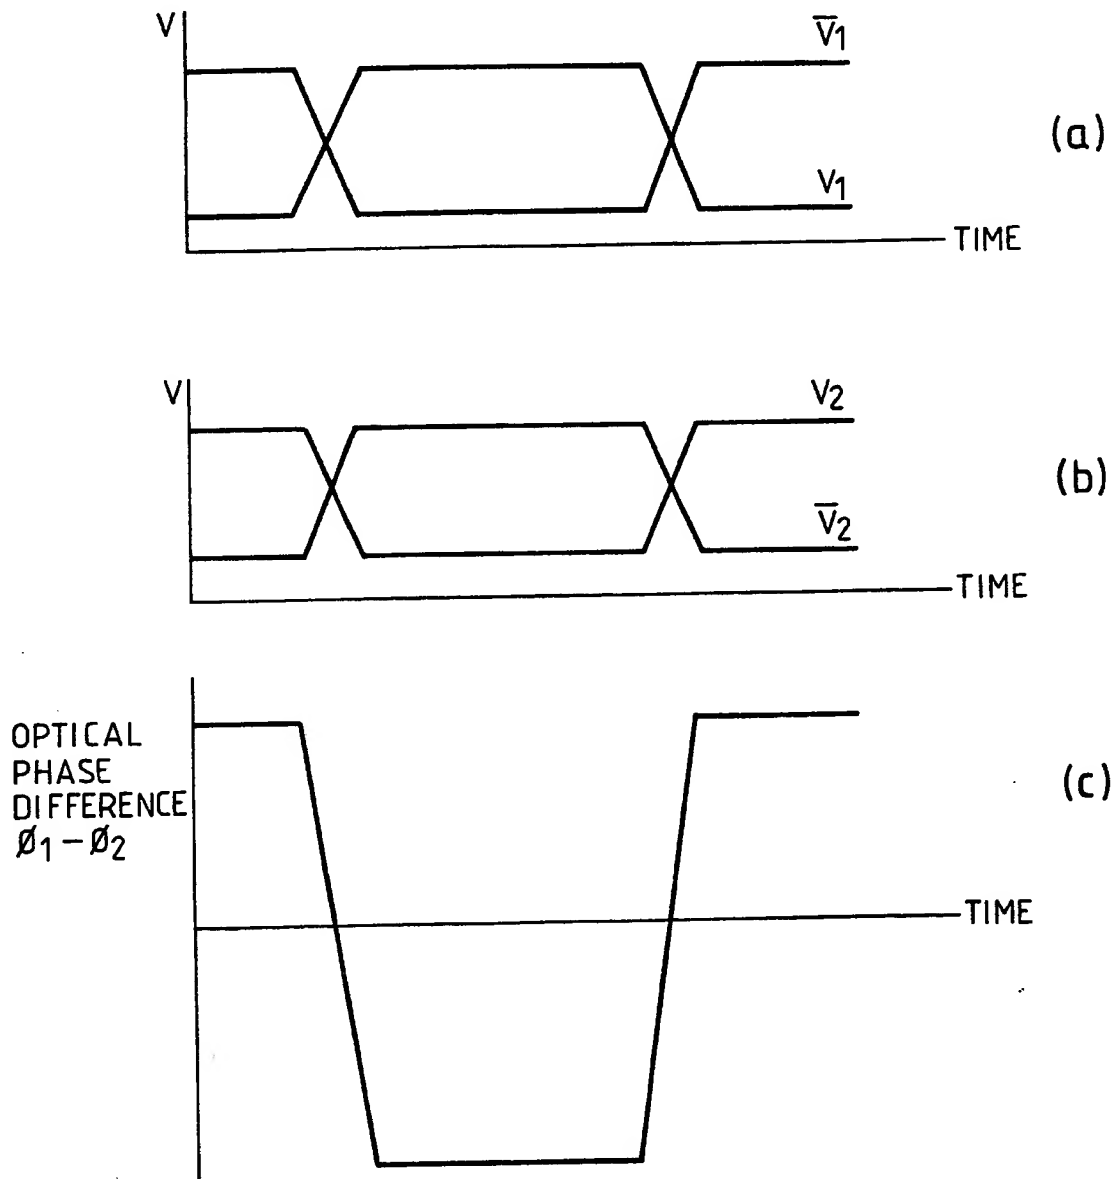 V
V̅1
(a)
V1
TIME
V
V2
(b)
V̅2
TIME
OPTICAL
PHASE
DIFFERENCE
Ø1-Ø2
(c)
TIME